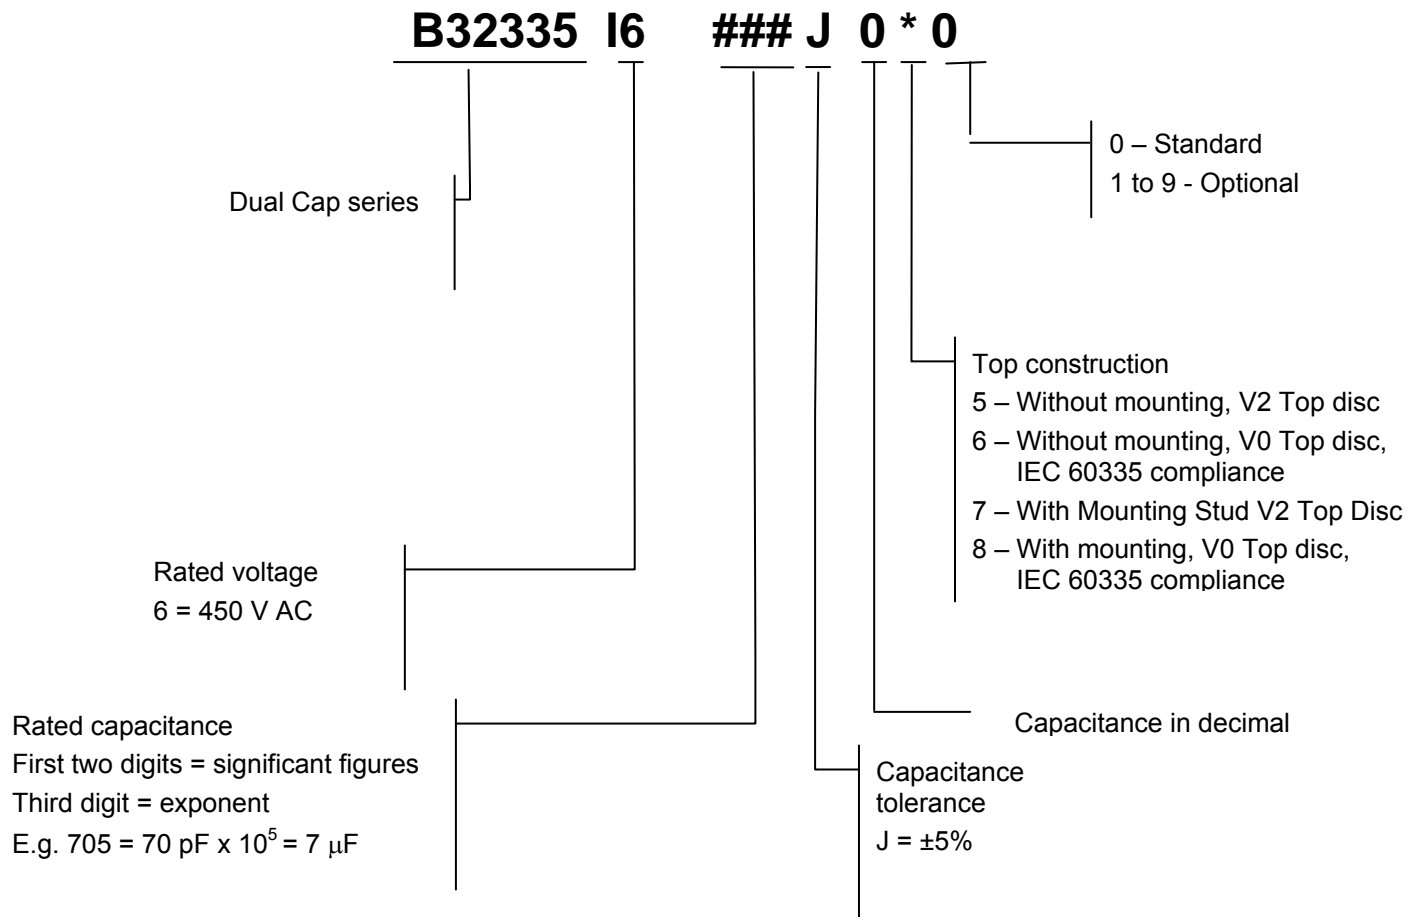 B32335 I6 ### J 0 * 0
0 – Standard
1 to 9 - Optional
Dual Cap series
Top construction
5 – Without mounting, V2 Top disc
6 – Without mounting, V0 Top disc,
IEC 60335 compliance
7 – With Mounting Stud V2 Top Disc
8 – With mounting, V0 Top disc,
IEC 60335 compliance
Rated voltage
6 = 450 V AC
Rated capacitance
First two digits = significant figures
Third digit = exponent
E.g. 705 = 70 pF x 10⁵ = 7 μF
Capacitance in decimal
Capacitance
tolerance
J = ±5%